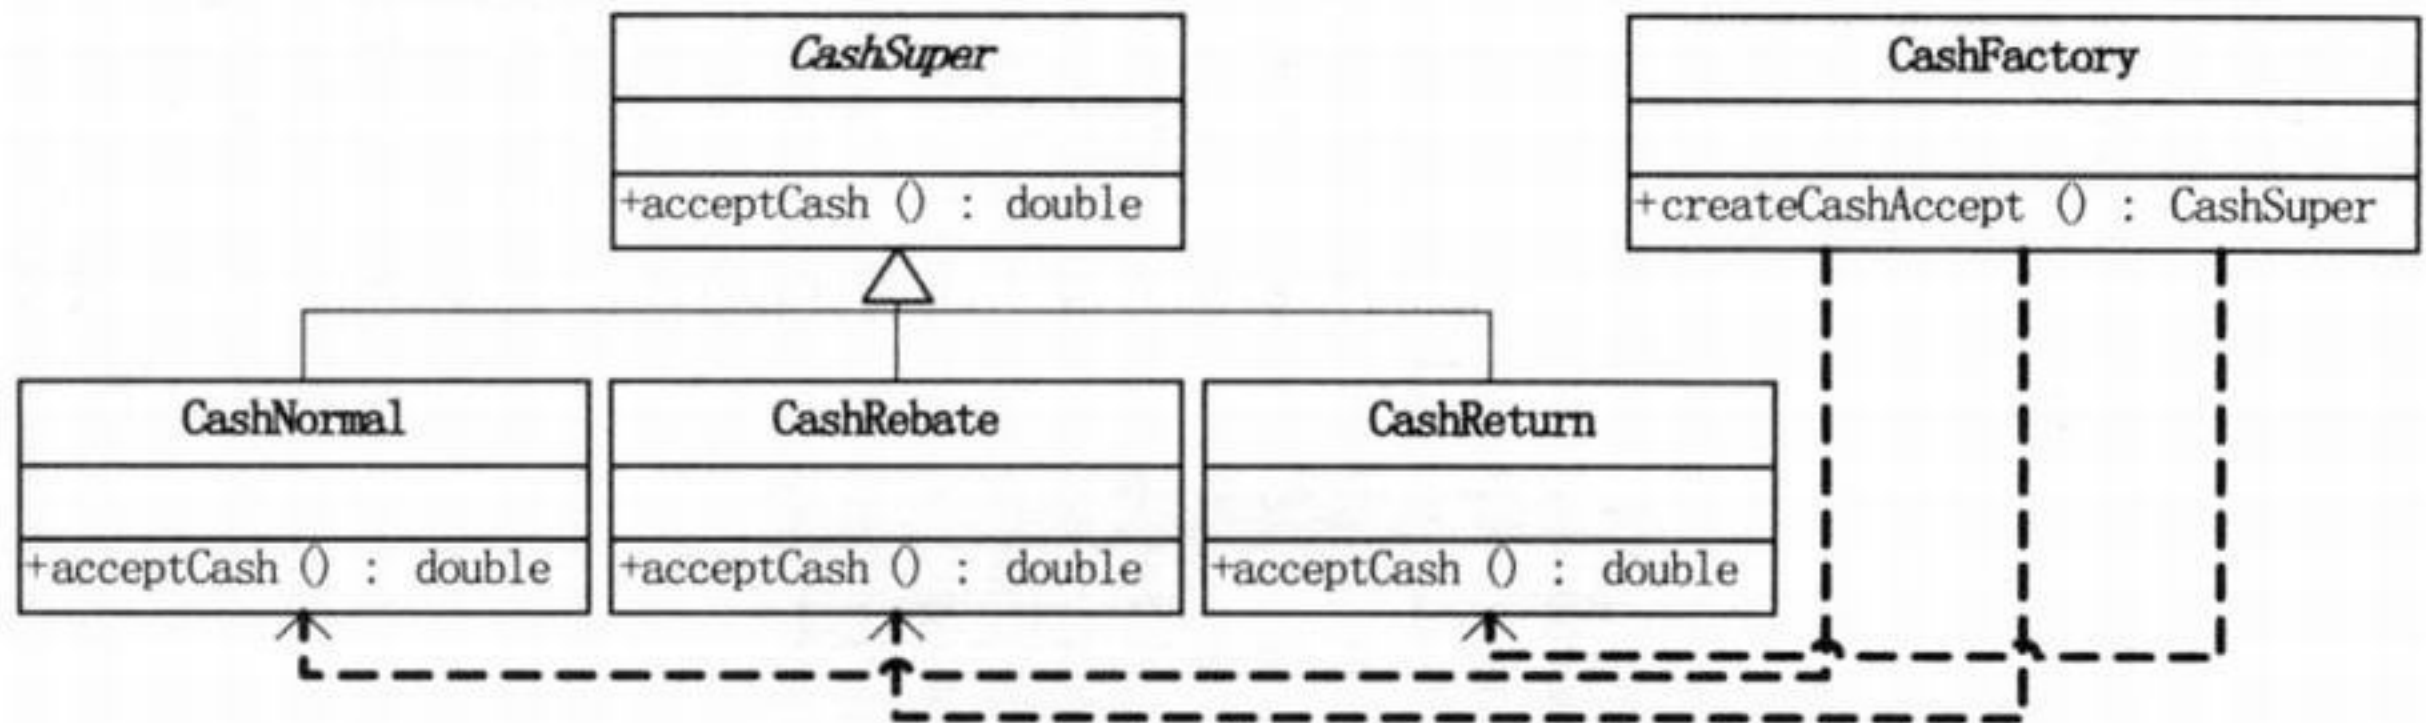 CashSuper
+acceptCash () : double
CashFactory
+createCashAccept () : CashSuper
CashNormal
+acceptCash () : double
CashRebate
+acceptCash () : double
CashReturn
+acceptCash () : double